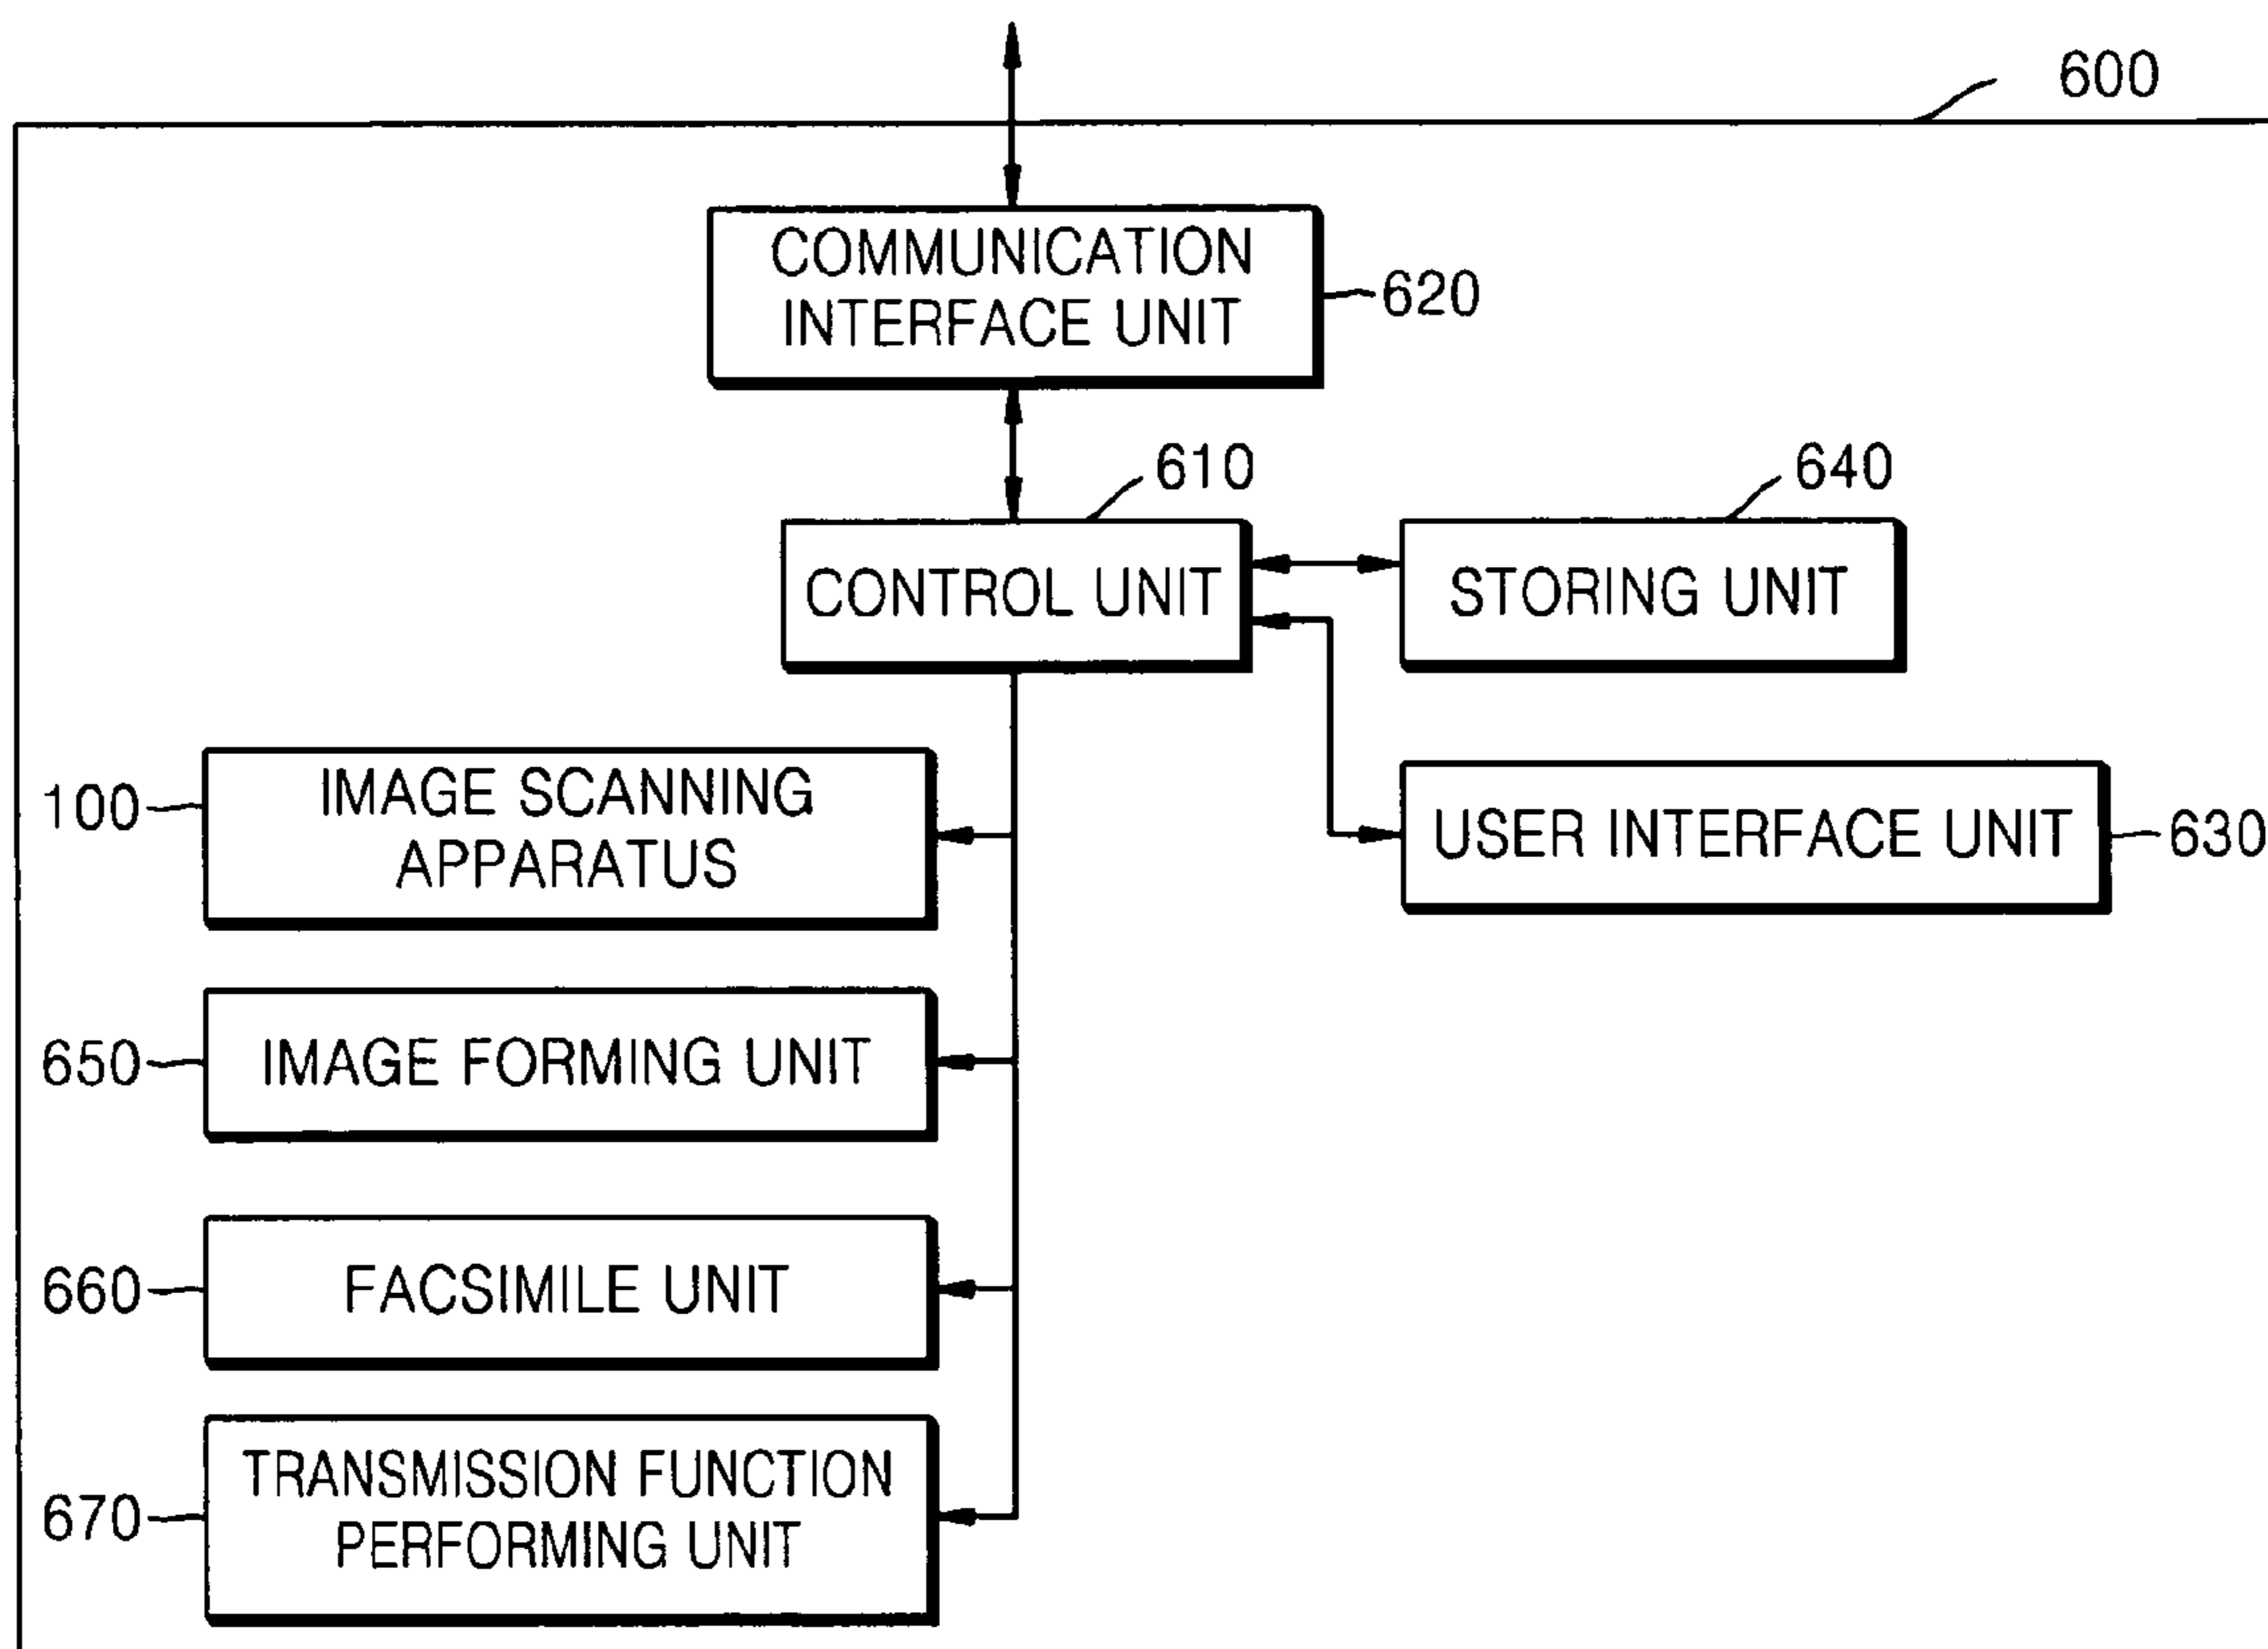 600
COMMUNICATION
INTERFACE UNIT
620
610
640
CONTROL UNIT
STORING UNIT
100
IMAGE SCANNING
APPARATUS
USER INTERFACE UNIT
630
650
IMAGE FORMING UNIT
660
FACSIMILE UNIT
670
TRANSMISSION FUNCTION
PERFORMING UNIT